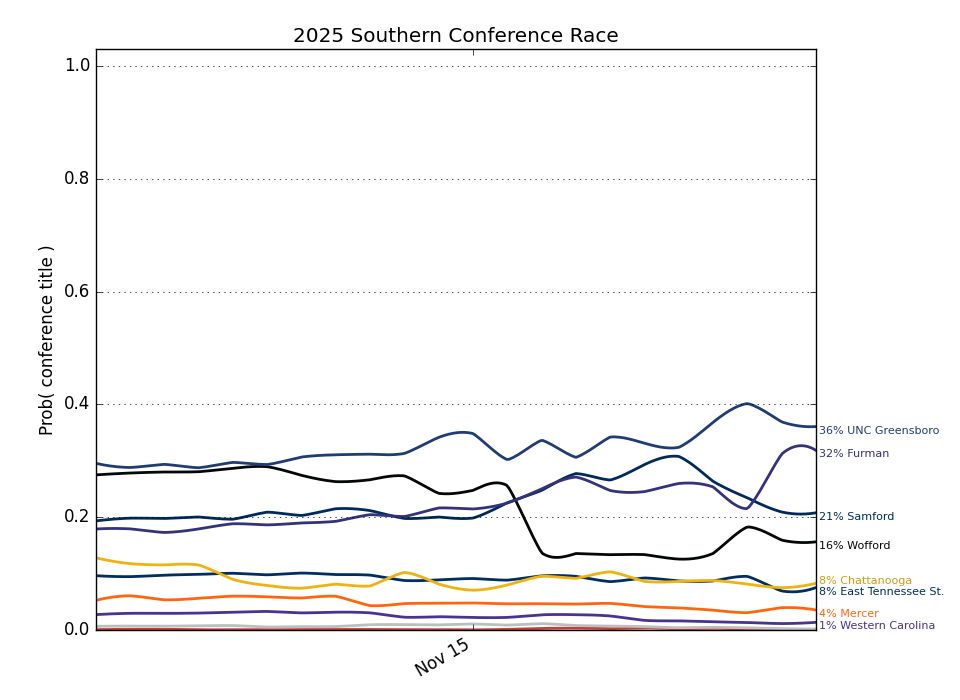 2025 Southern Conference Race
1.0
0.8
0.6
0.4
0.2
0.0
Prob( conference title )
Nov 15
36% UNC Greensboro
32% Furman
21% Samford
16% Wofford
8% Chattanooga
8% East Tennessee St.
4% Mercer
1% Western Carolina